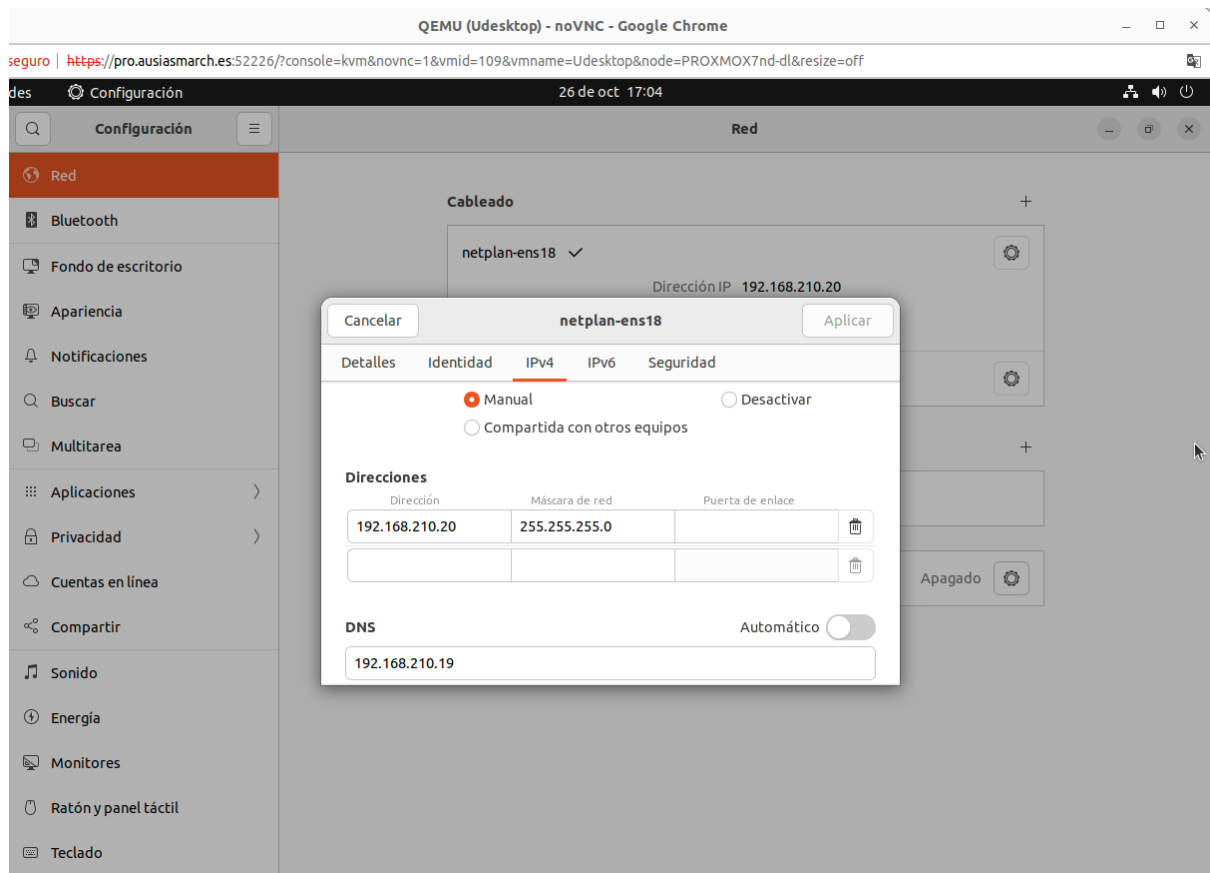 QEMU (Udesktop) - noVNC - Google Chrome
seguro | https://pro.ausiasmarch.es:52226/?console=kvm&novnc=1&vmid=109&vmname=Udesktop&node=PROXMOX7nd-dl&resize=off
des Configuración 26 de oct 17:04
Configuración Red
Red
Bluetooth
Fondo de escritorio
Apariencia
Notificaciones
Buscar
Multitarea
Aplicaciones
Privacidad
Cuentas en línea
Compartir
Sonido
Energía
Monitores
Ratón y panel táctil
Teclado
Cableado
netplan-ens18
Dirección IP 192.168.210.20
Cancelar netplan-ens18 Aplicar
Detalles Identidad IPv4 IPv6 Seguridad
Manual Desactivar
Compartida con otros equipos
Direcciones
Dirección Máscara de red Puerta de enlace
192.168.210.20 255.255.255.0
DNS Automático
192.168.210.19
Apagado